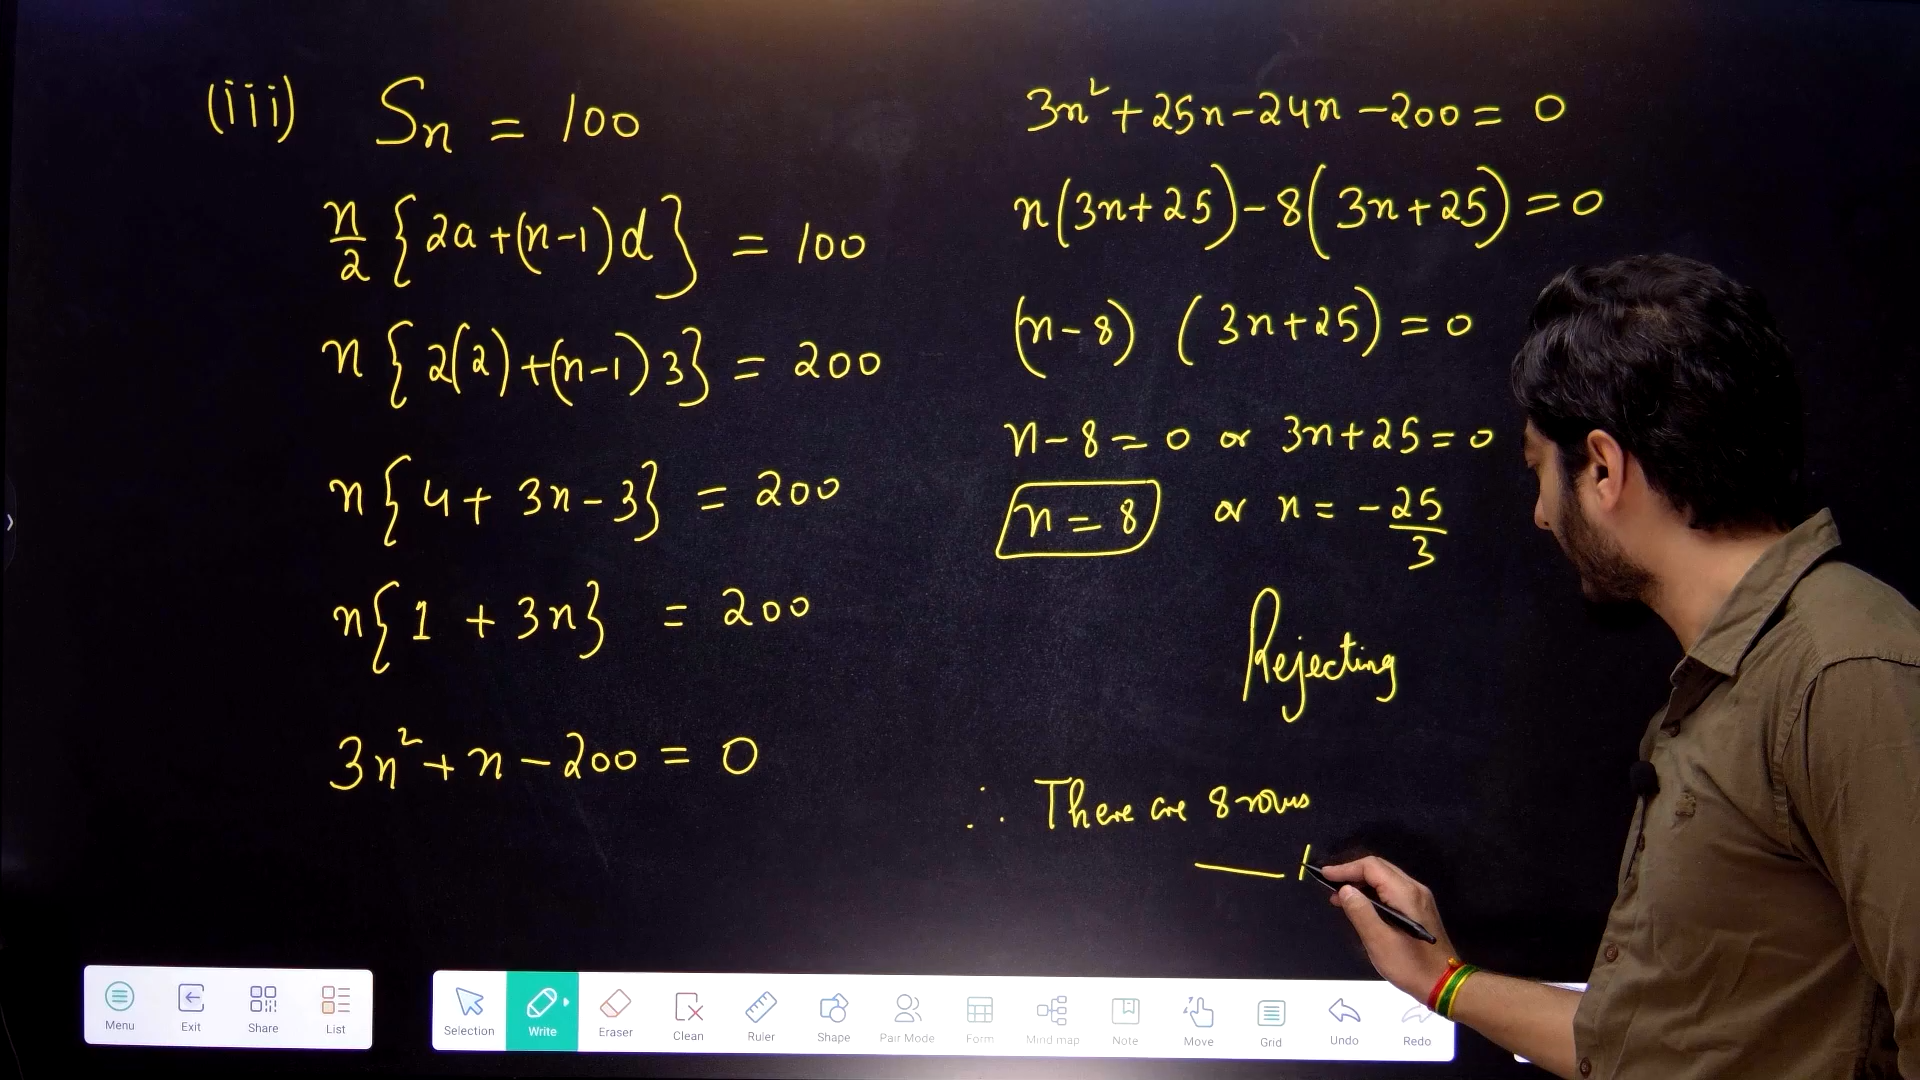 (iii) Sn = 100
n/2 {2a+(n-1)d} = 100
n {2(2)+(n-1)3} = 200
n {4+ 3n-3} = 200
n{1 + 3n} = 200
3n²+n-200 = 0
3n²+25n-24n-200 = 0
n(3n+25)-8(3n+25)=0
(n-8) (3n+25)=0
n-8=0 or 3n+25=0
n=8 or n= -25/3
Rejecting
∴ There are 8 rows
Menu Exit Share List Selection Write Eraser Clean Ruler Shape Pair Mode Form Mind map Note Move Grid Undo Redo